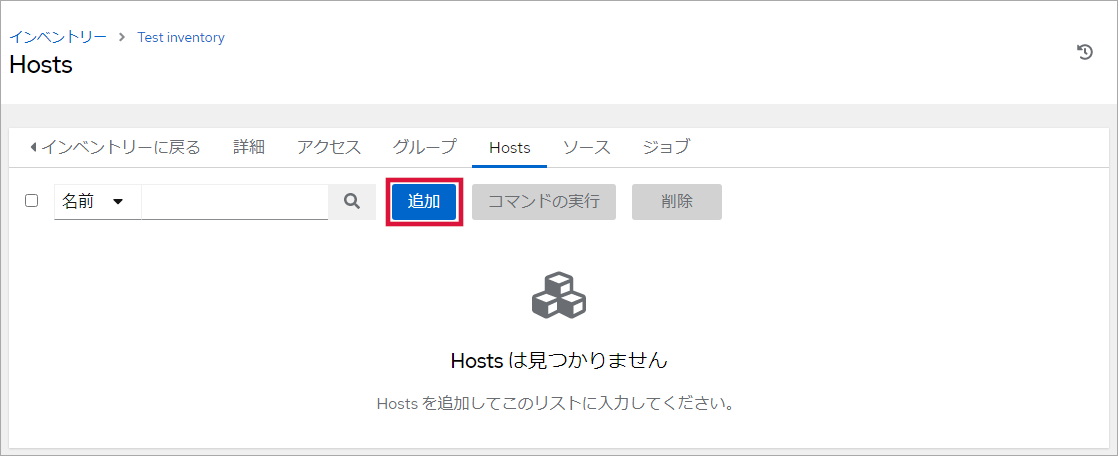 インベントリー > Test inventory
Hosts
インベントリーに戻る 詳細 アクセス グループ Hosts ソース ジョブ
名前 追加 コマンドの実行 削除
Hosts は見つかりません
Hosts を追加してこのリストに入力してください。